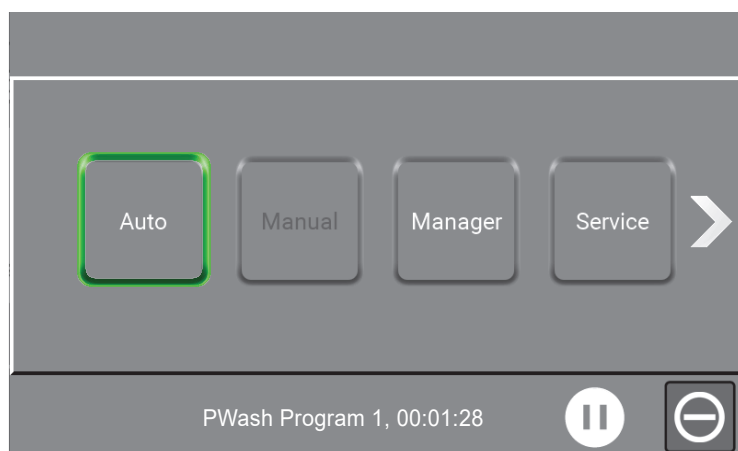 Auto
Manual
Manager
Service
PWash Program 1, 00:01:28